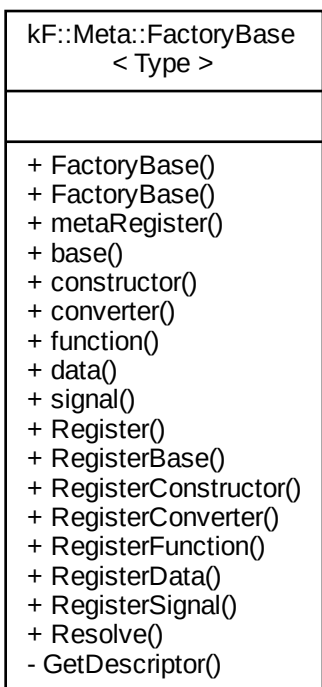 kF::Meta::FactoryBase
< Type >
+ FactoryBase()
+ FactoryBase()
+ metaRegister()
+ base()
+ constructor()
+ converter()
+ function()
+ data()
+ signal()
+ Register()
+ RegisterBase()
+ RegisterConstructor()
+ RegisterConverter()
+ RegisterFunction()
+ RegisterData()
+ RegisterSignal()
+ Resolve()
- GetDescriptor()